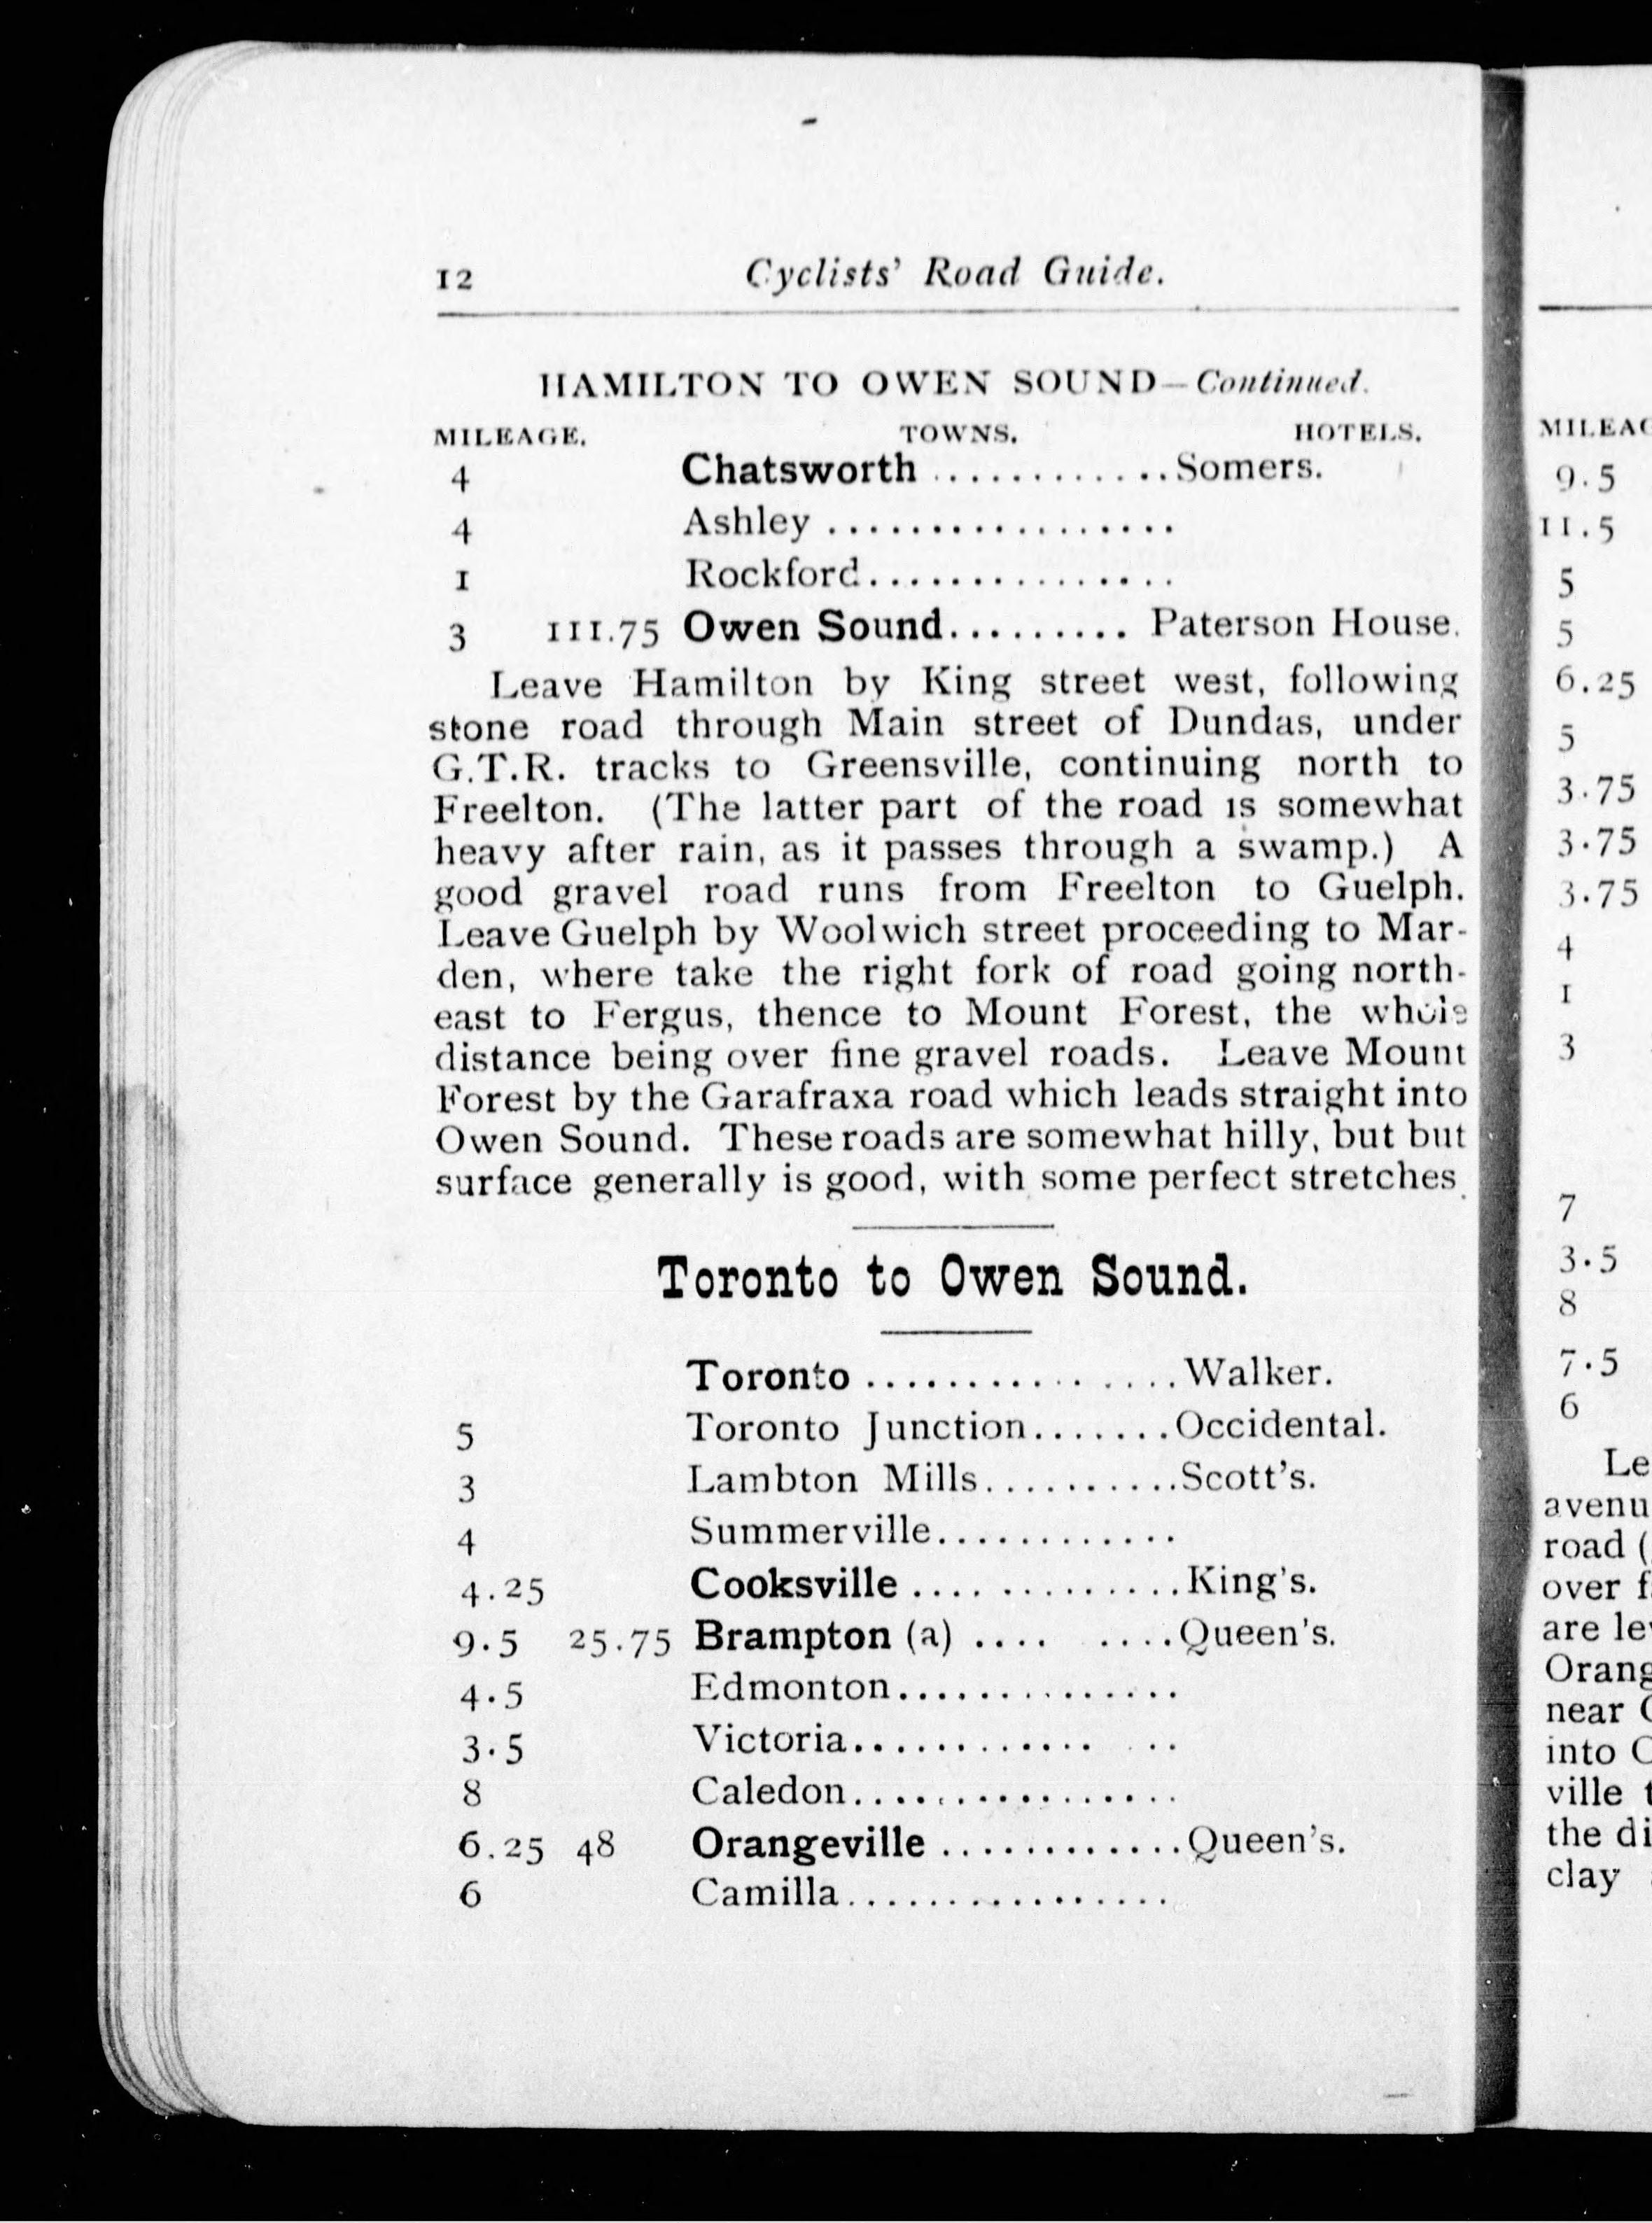 12 Cyclists' Road Guide.
HAMILTON TO OWEN SOUND—Continued.
MILEAGE. TOWNS. HOTELS.
4 Chatsworth ............Somers.
4 Ashley .................
1 Rockford...............
3 111.75 Owen Sound......... Paterson House.
Leave Hamilton by King street west, following
stone road through Main street of Dundas, under
G.T.R. tracks to Greensville, continuing north to
Freelton. (The latter part of the road is somewhat
heavy after rain, as it passes through a swamp.) A
good gravel road runs from Freelton to Guelph.
Leave Guelph by Woolwich street proceeding to Mar-
den, where take the right fork of road going north-
east to Fergus, thence to Mount Forest, the whole
distance being over fine gravel roads. Leave Mount
Forest by the Garafraxa road which leads straight into
Owen Sound. These roads are somewhat hilly, but but
surface generally is good, with some perfect stretches.
Toronto to Owen Sound.
Toronto ................Walker.
5 Toronto Junction.......Occidental.
3 Lambton Mills..........Scott's.
4 Summerville............
4.25 Cooksville .... ..........King's.
9.5 25.75 Brampton (a) .... ....Queen's.
4.5 Edmonton..............
3.5 Victoria............. ..
8 Caledon................
6.25 48 Orangeville ............Queen's.
6 Camilla................
MILEAG
9.5
11.5
5
5
6.25
5
3.75
3.75
3.75
4
1
3
7
3.5
8
7.5
6
Le
avenu
road (
over f
are lev
Orang
near
into
ville t
the di
clay